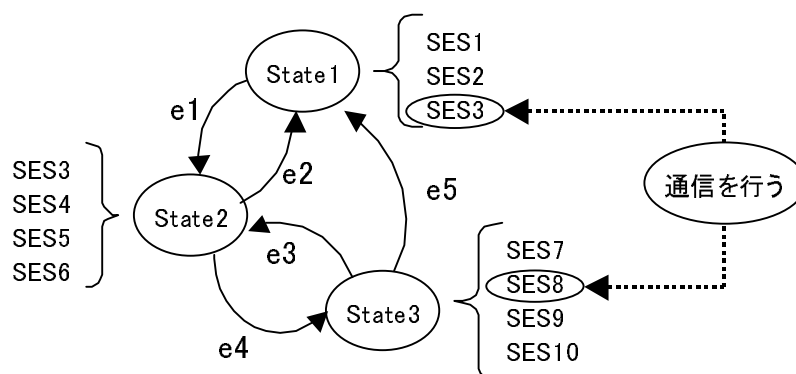 State1
SES1
SES2
SES3
e1
e2
e5
通信を行う
SES3
SES4
SES5
SES6
State2
e3
e4
State3
SES7
SES8
SES9
SES10